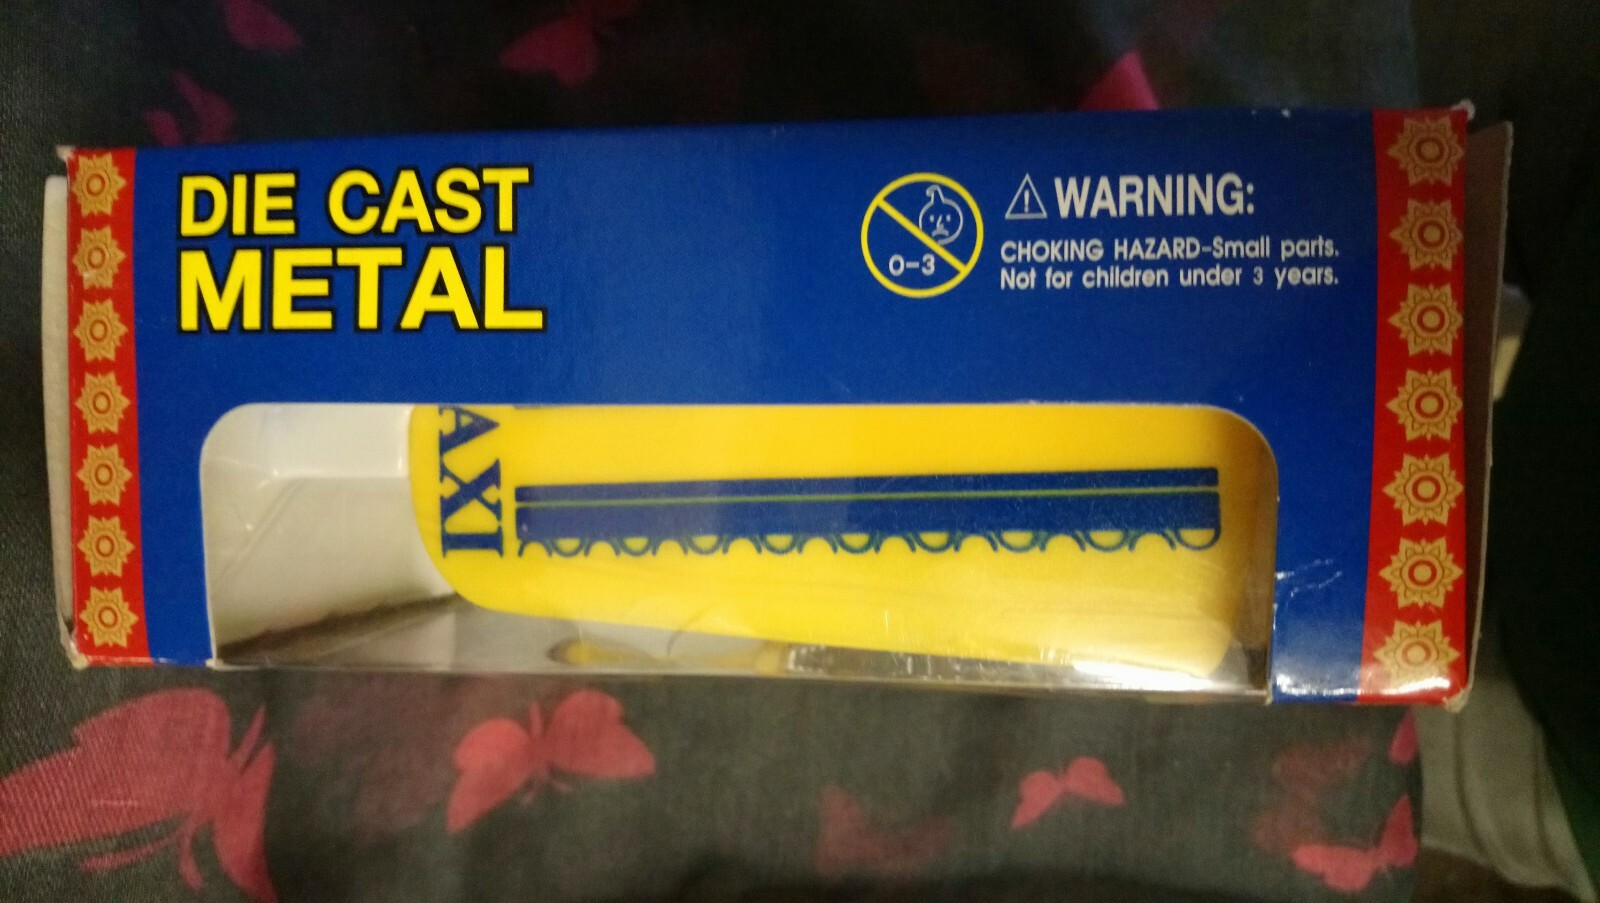 DIE CAST
METAL
0-3
WARNING:
CHOKING HAZARD-Small parts.
Not for children under 3 years.
AXI